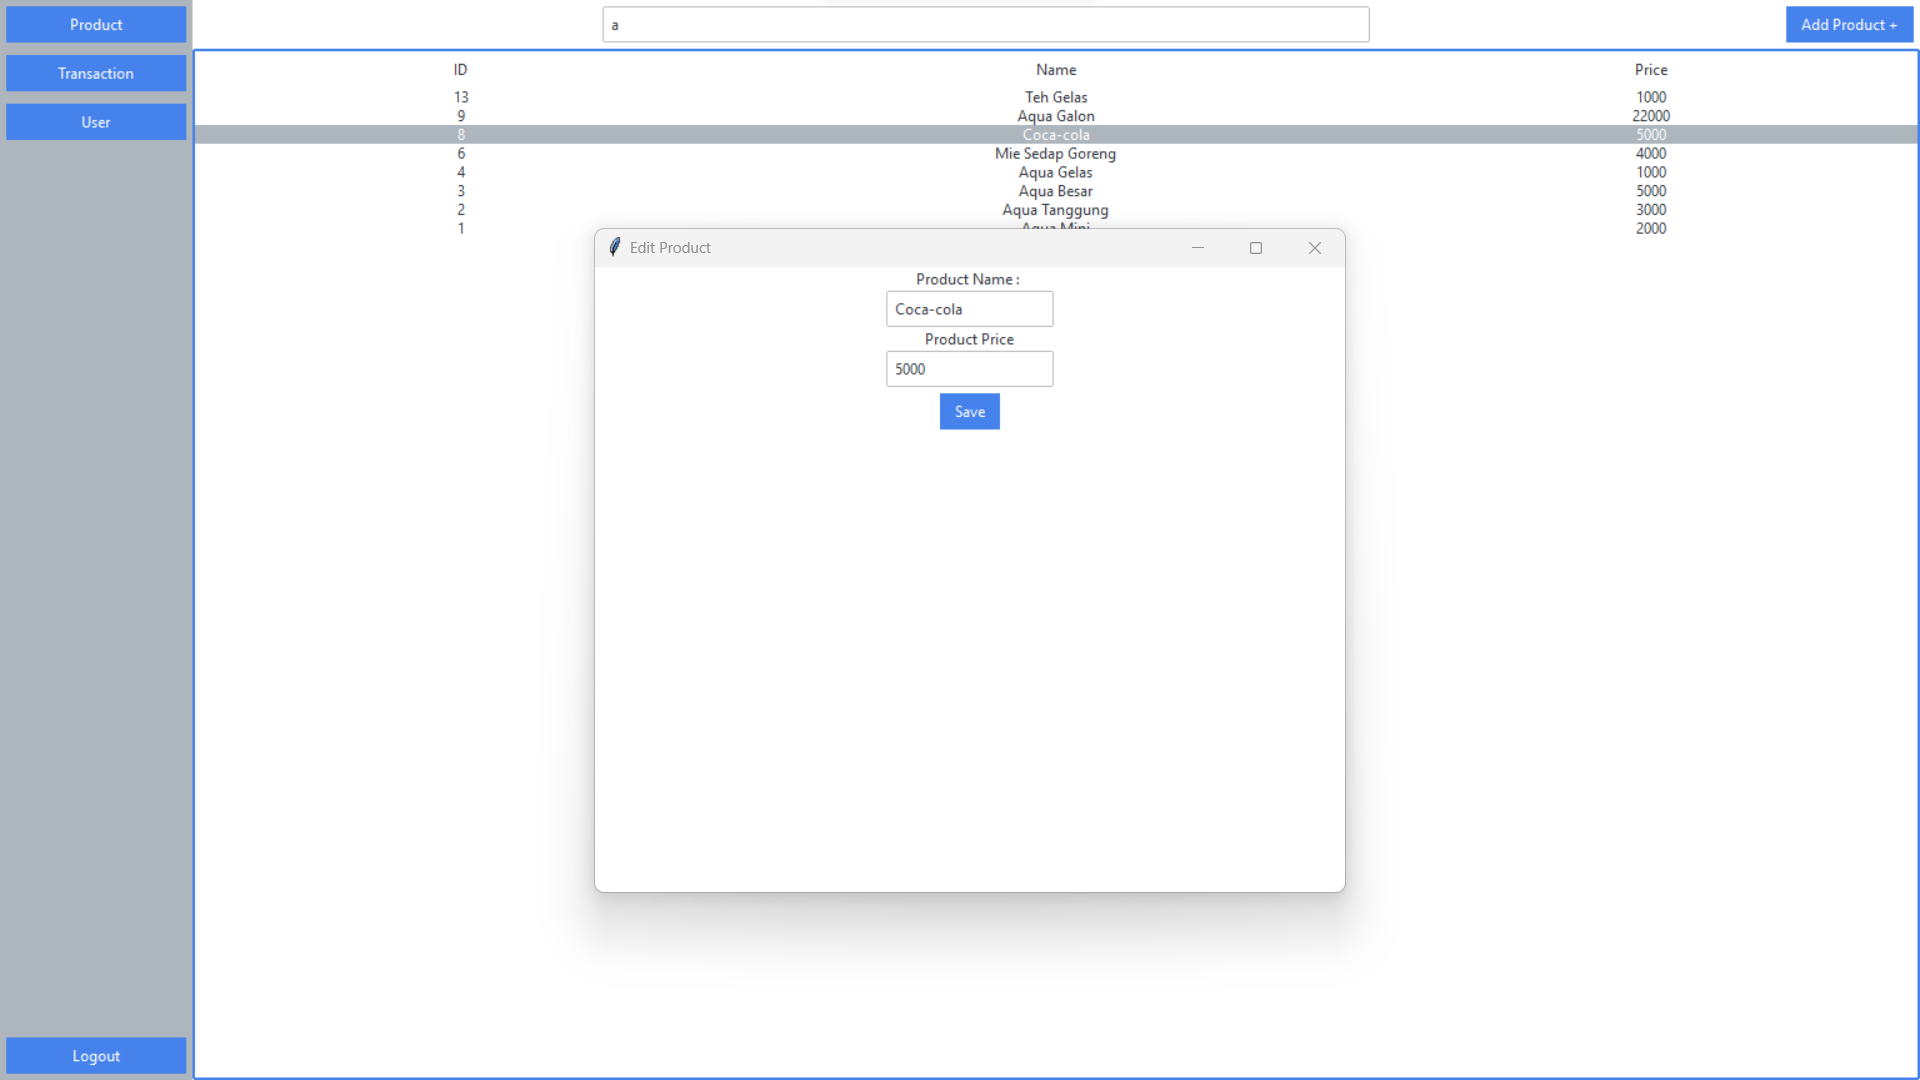 Product
Transaction
User
Logout
a
Add Product +
ID Name Price
13 Teh Gelas 1000
9 Aqua Galon 22000
8 Coca-cola 5000
6 Mie Sedap Goreng 4000
4 Aqua Gelas 1000
3 Aqua Besar 5000
2 Aqua Tanggung 3000
1 Aqua Mini 2000
Edit Product
Product Name :
Coca-cola
Product Price
5000
Save